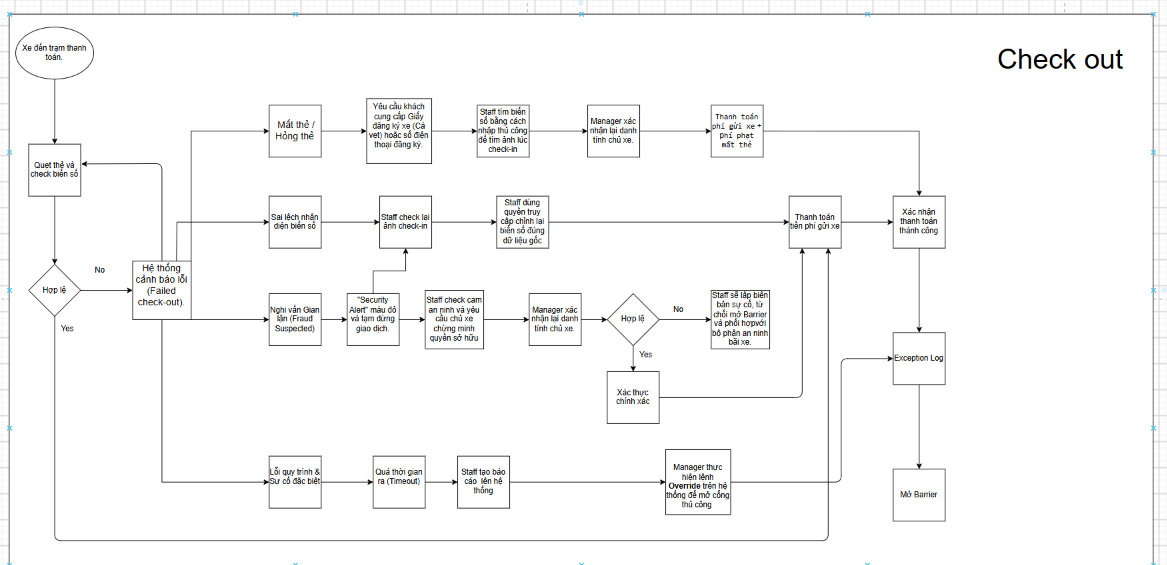 Check out
Xe đến trạm thanh
toán.
Quet thẻ và
check biển số
Hợp lệ
No
Yes
Hệ thống
cảnh báo lỗi
(Failed
check-out).
Mất thẻ /
Hỏng thẻ
Yêu cầu khách
cung cấp Giấy
đăng ký xe (Cà
vẹt) hoặc số điện
thoại đăng ký.
Staff tìm biển
số bằng cách
nhập thủ công
để tìm ảnh lúc
check-in
Manager xác
nhận lại danh
tính chủ xe.
Thanh toán
phí gửi xe +
Phí phạt
mất thẻ
Sai lệch nhận
diện biển số
Staff check lại
ảnh check-in
Staff dùng
quyền truy
cập chỉnh lại
biển số đúng
dữ liệu gốc
Thanh toán
tiền phí gửi xe
Xác nhận
thanh toán
thành công
Nghi vấn Gian
lận (Fraud
Suspected)
"Security
Alert" màu đỏ
và tạm dừng
giao dịch.
Staff check cam
an ninh và yêu
cầu chủ xe
chứng minh
quyền sở hữu
Manager xác
nhận lại danh
tính chủ xe.
Hợp lệ
No
Yes
Staff sẽ lập biên
bản sự cố, từ
chối mở Barrier
và phối hợpvới
bộ phận an ninh
bãi xe.
Xác thực
chính xác
Exception Log
Lỗi quy trình &
Sự cố đặc biệt
Quá thời gian
ra (Timeout)
Staff tạo báo
cáo lên hệ
thống
Manager thực
hiện lệnh
Override trên hệ
thống để mở cổng
thủ công
Mở Barrier